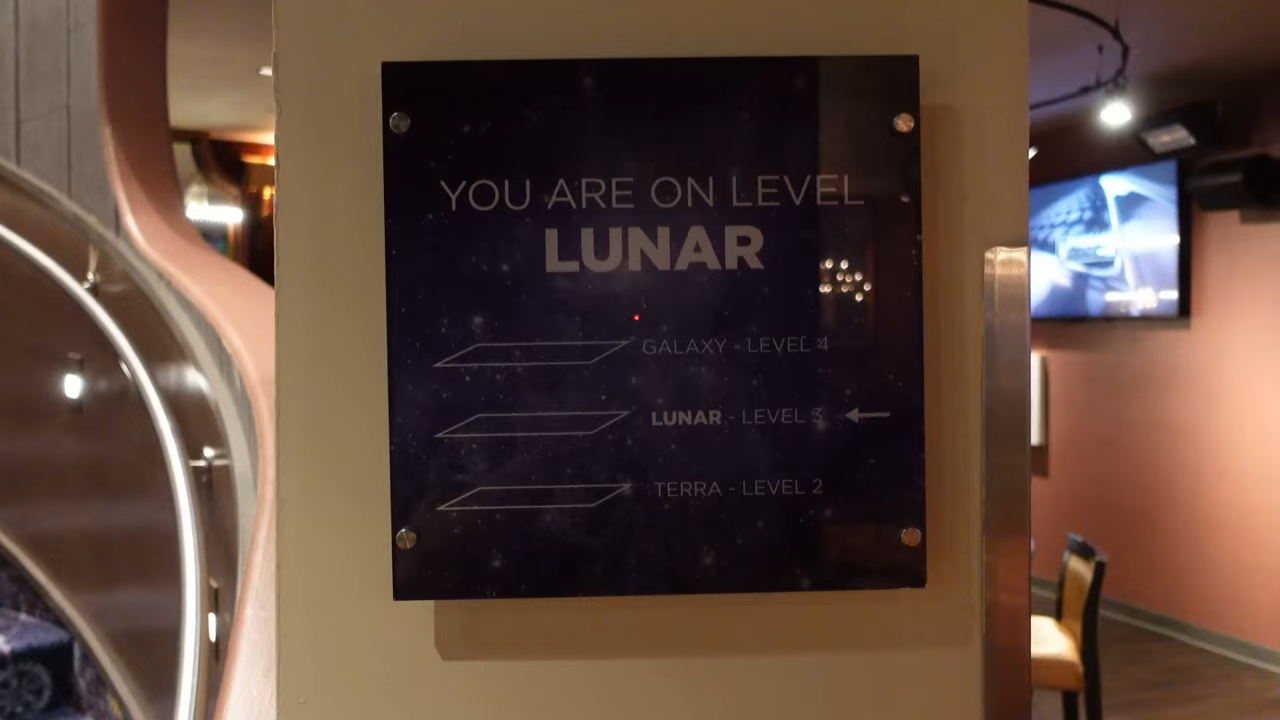 YOU ARE ON LEVEL
LUNAR
GALAXY - LEVEL 4
LUNAR - LEVEL 3
TERRA - LEVEL 2